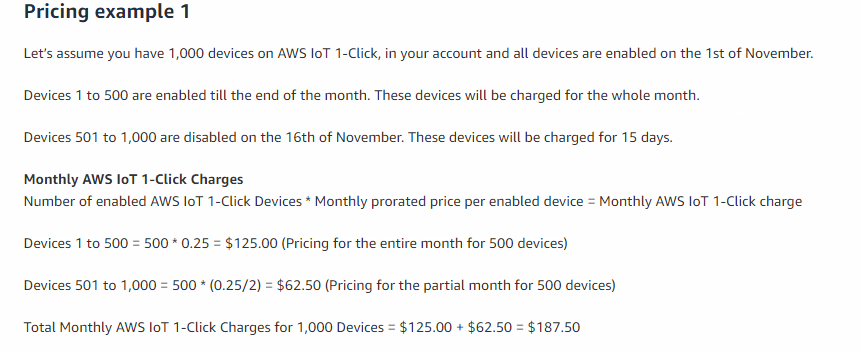 Pricing example 1
Let's assume you have 1,000 devices on AWS IoT 1-Click, in your account and all devices are enabled on the 1st of November.
Devices 1 to 500 are enabled till the end of the month. These devices will be charged for the whole month.
Devices 501 to 1,000 are disabled on the 16th of November. These devices will be charged for 15 days.
Monthly AWS IoT 1-Click Charges
Number of enabled AWS IoT 1-Click Devices * Monthly prorated price per enabled device = Monthly AWS IoT 1-Click charge
Devices 1 to 500 = 500 * 0.25 = $125.00 (Pricing for the entire month for 500 devices)
Devices 501 to 1,000 = 500 * (0.25/2) = $62.50 (Pricing for the partial month for 500 devices)
Total Monthly AWS IoT 1-Click Charges for 1,000 Devices = $125.00 + $62.50 = $187.50